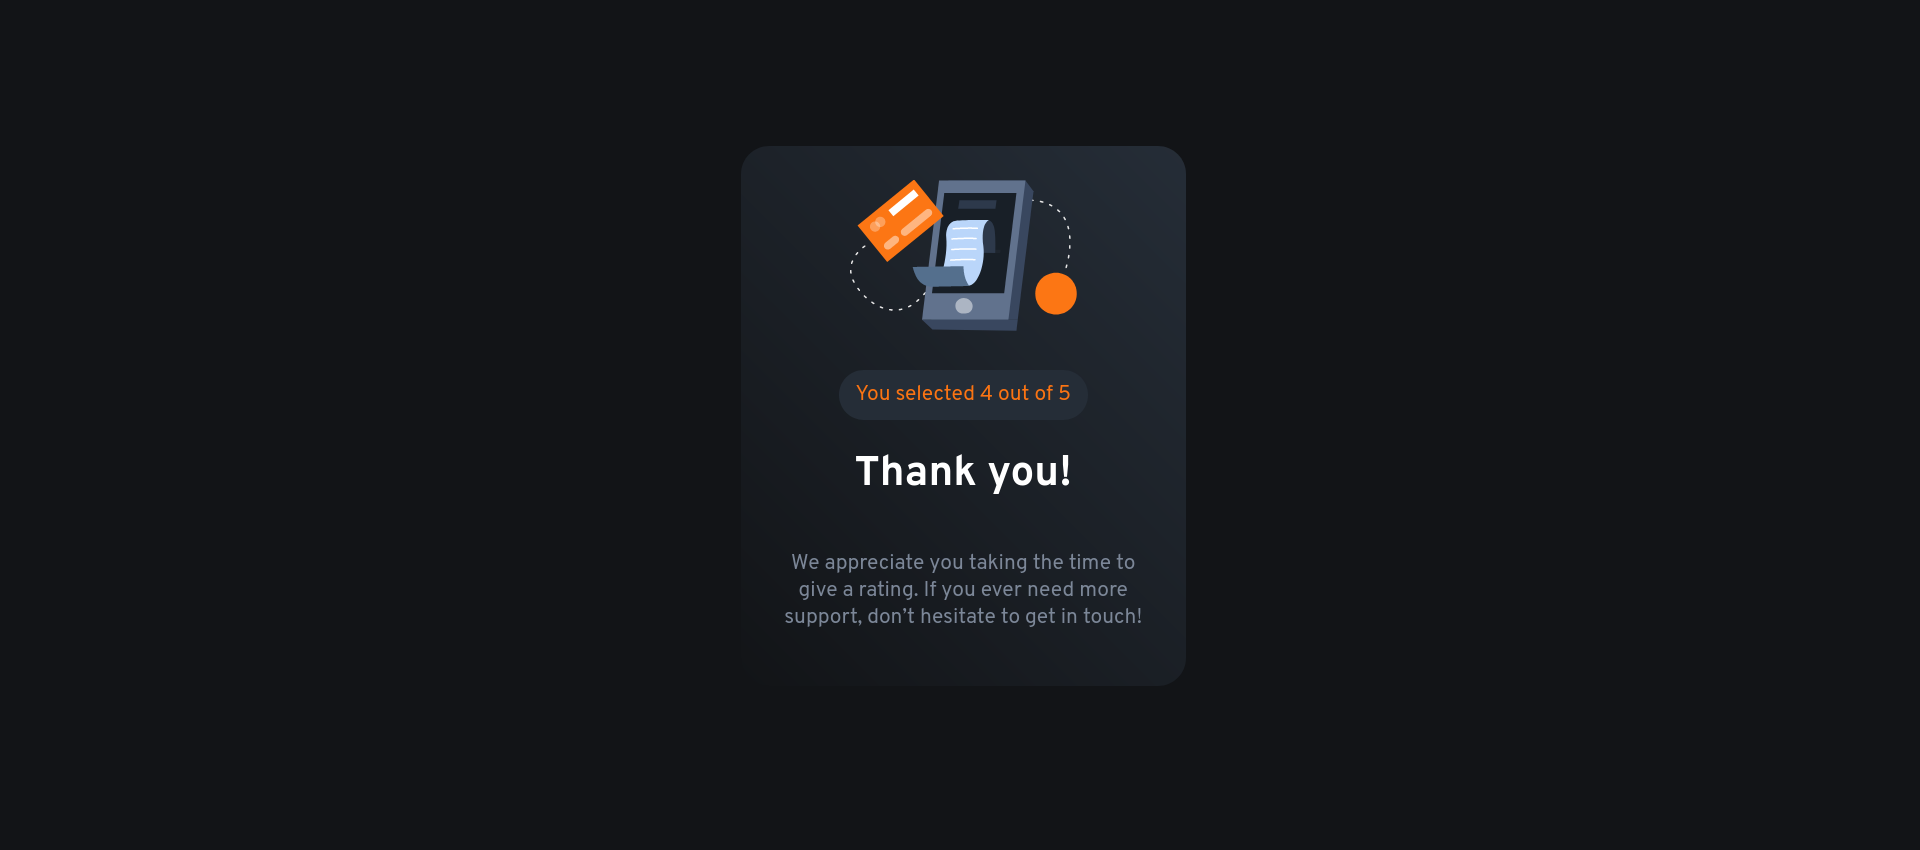 You selected 4 out of 5
Thank you!
We appreciate you taking the time to
give a rating. If you ever need more
support, don’t hesitate to get in touch!